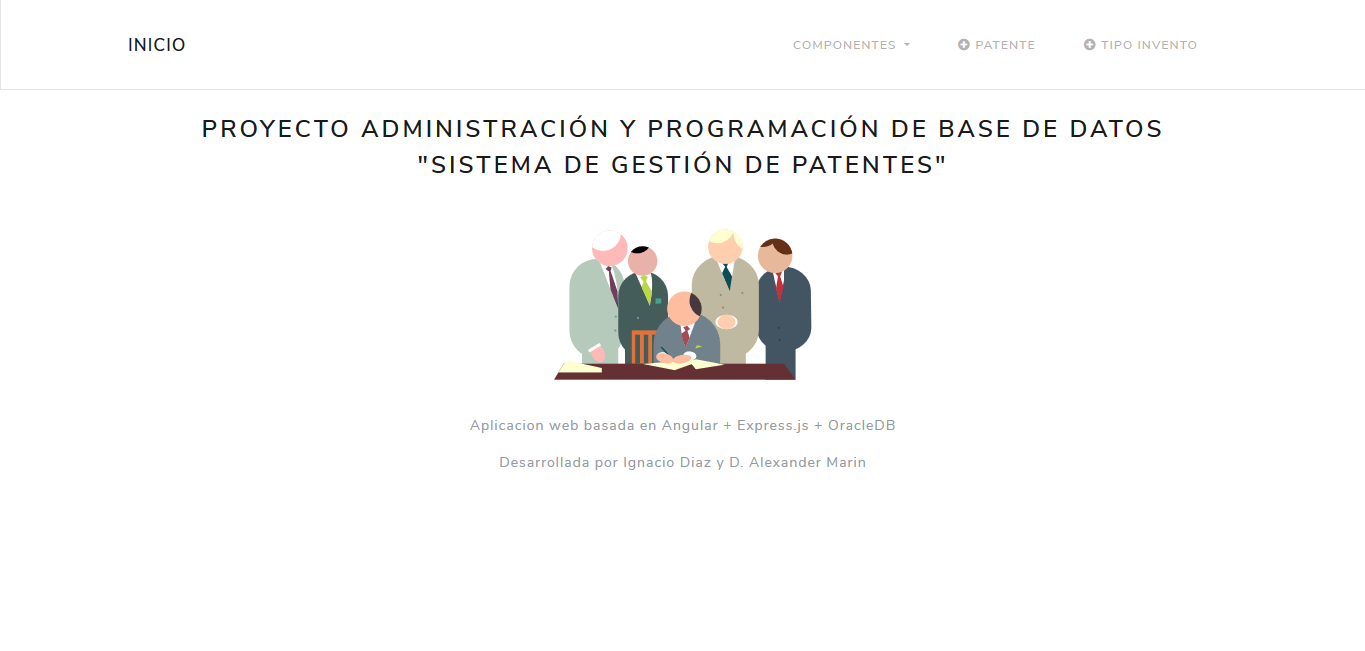 INICIO
COMPONENTES
PATENTE
TIPO INVENTO
PROYECTO ADMINISTRACIÓN Y PROGRAMACIÓN DE BASE DE DATOS
"SISTEMA DE GESTIÓN DE PATENTES"
Aplicacion web basada en Angular + Express.js + OracleDB
Desarrollada por Ignacio Diaz y D. Alexander Marin